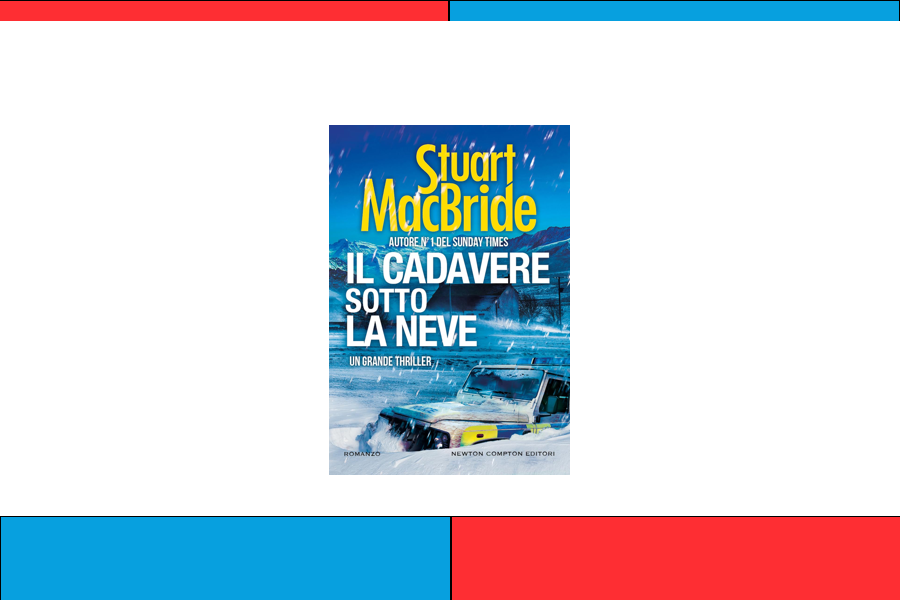 Stuart
MacBride
AUTORE N°1 DEL SUNDAY TIMES
IL CADAVERE
SOTTO
LA NEVE
UN GRANDE THRILLER
ROMANZO
NEWTON COMPTON EDITORI